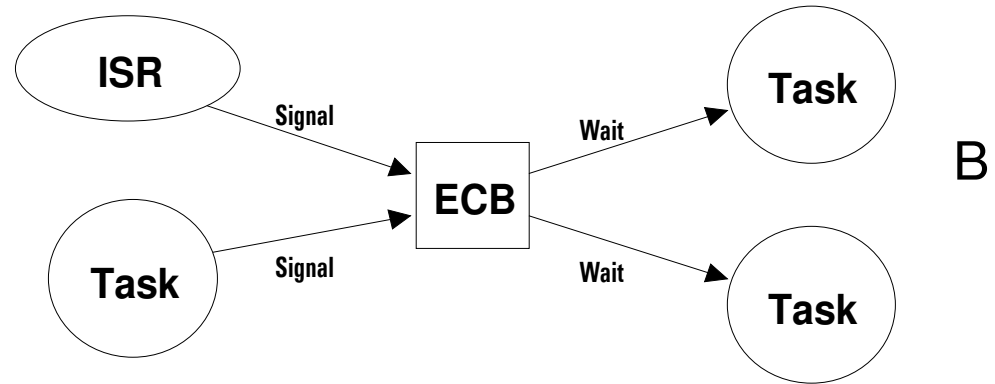 ISR
Signal
Task
Signal
ECB
Wait
Task
Wait
Task
B